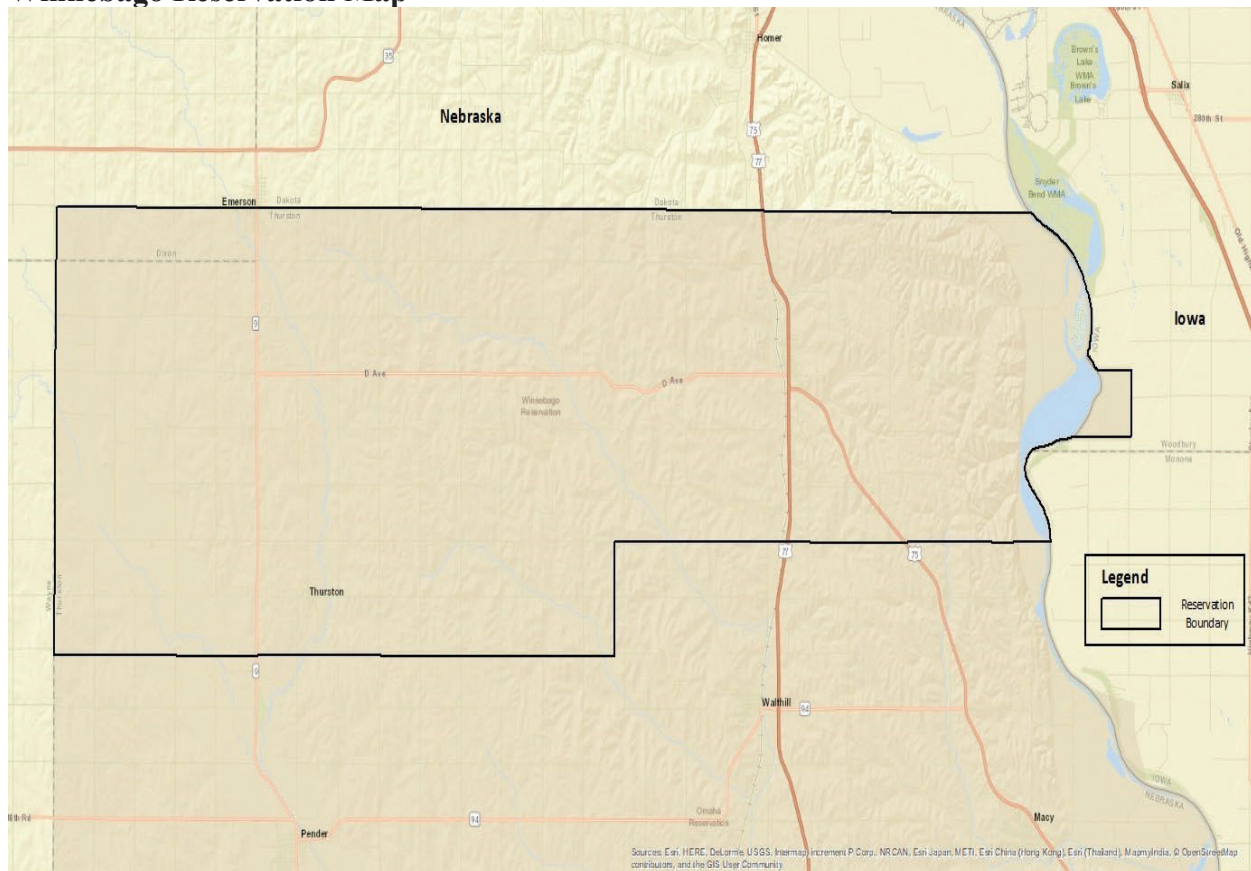 Winnebago Reservation Map
NEBRASKA
Homer
35
Brown's
Lake
WMA
Brown's
Lake
Salix
280th St
Nebraska
75
77
Snyder
Bend WMA
Emerson
Dakota
Thurston
Dakota
Thurston
Old High
Dixon
9
Iowa
IOWA
D Ave
D Ave
Winnebago
Reservation
Woodbury
Monona
77
75
Wayne
Thurston
Thurston
Legend
Reservation
Boundary
9
Walthill
94
IOWA
NEBRASKA
Omaha
Reservation
Macy
94
Pender
Sources: Esri, HERE, DeLorme, USGS, Intermap, increment P Corp., NRCAN, Esri Japan, METI, Esri China (Hong Kong), Esri (Thailand), MapmyIndia, © OpenStreetMap
contributors, and the GIS User Community